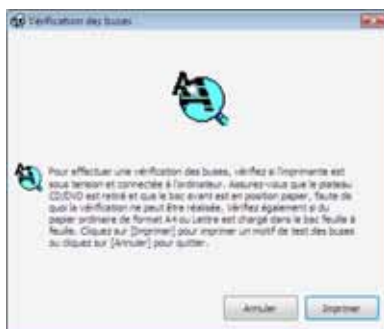 Vérification des buses
Pour effectuer une vérification des buses, vérifiez si l'imprimante est
sous tension et connectée à l'ordinateur. Assurez-vous que le plateau
CD/DVD est retiré et que le bac avant est en position papier, faute de
quoi la vérification ne peut être réalisée. Vérifiez également si du
papier ordinaire de format A4 ou Lettre est chargé dans le bac feuille à
feuille. Cliquez sur [Imprimer] pour imprimer un motif de test des buses
ou cliquez sur [Annuler] pour quitter.
Annuler
Imprimer